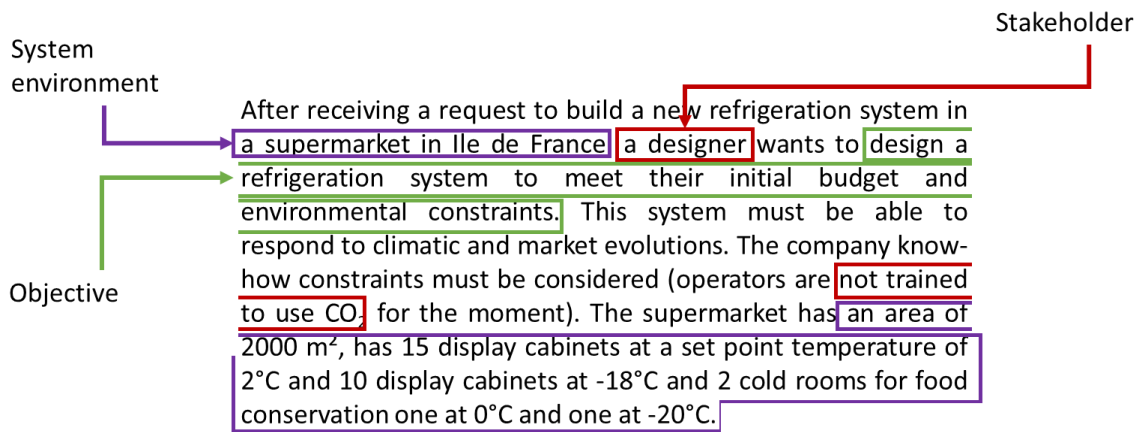 Stakeholder
System
environment
After receiving a request to build a new refrigeration system in
a supermarket in Ile de France a designer wants to design a
refrigeration system to meet their initial budget and
environmental constraints. This system must be able to
respond to climatic and market evolutions. The company know-
how constraints must be considered (operators are not trained
to use CO₂ for the moment). The supermarket has an area of
2000 m², has 15 display cabinets at a set point temperature of
2°C and 10 display cabinets at -18°C and 2 cold rooms for food
conservation one at 0°C and one at -20°C.
Objective